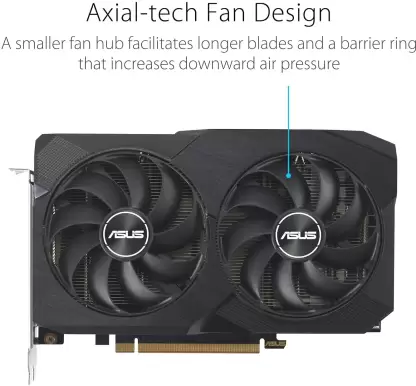 Axial-tech Fan Design
A smaller fan hub facilitates longer blades and a barrier ring
that increases downward air pressure
ASUS
ASUS